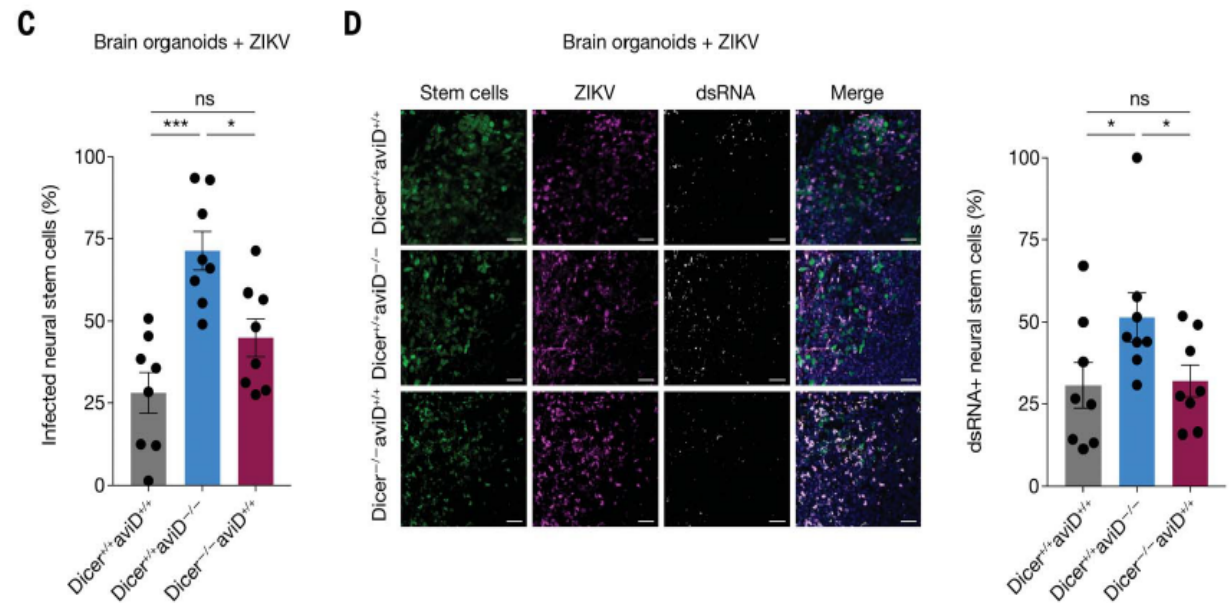 C
Brain organoids + ZIKV
ns
*** *
100
75
50
25
0
Infected neural stem cells (%)
Dicer⁺/⁺aviD⁺/⁺
Dicer⁺/⁺aviD⁻/⁻
Dicer⁻/⁻aviD⁺/⁺
D
Brain organoids + ZIKV
Stem cells ZIKV dsRNA Merge
Dicer⁺/⁺aviD⁺/⁺
Dicer⁺/⁺aviD⁻/⁻
Dicer⁻/⁻aviD⁺/⁺
ns
* *
100
75
50
25
0
dsRNA+ neural stem cells (%)
Dicer⁺/⁺aviD⁺/⁺
Dicer⁺/⁺aviD⁻/⁻
Dicer⁻/⁻aviD⁺/⁺